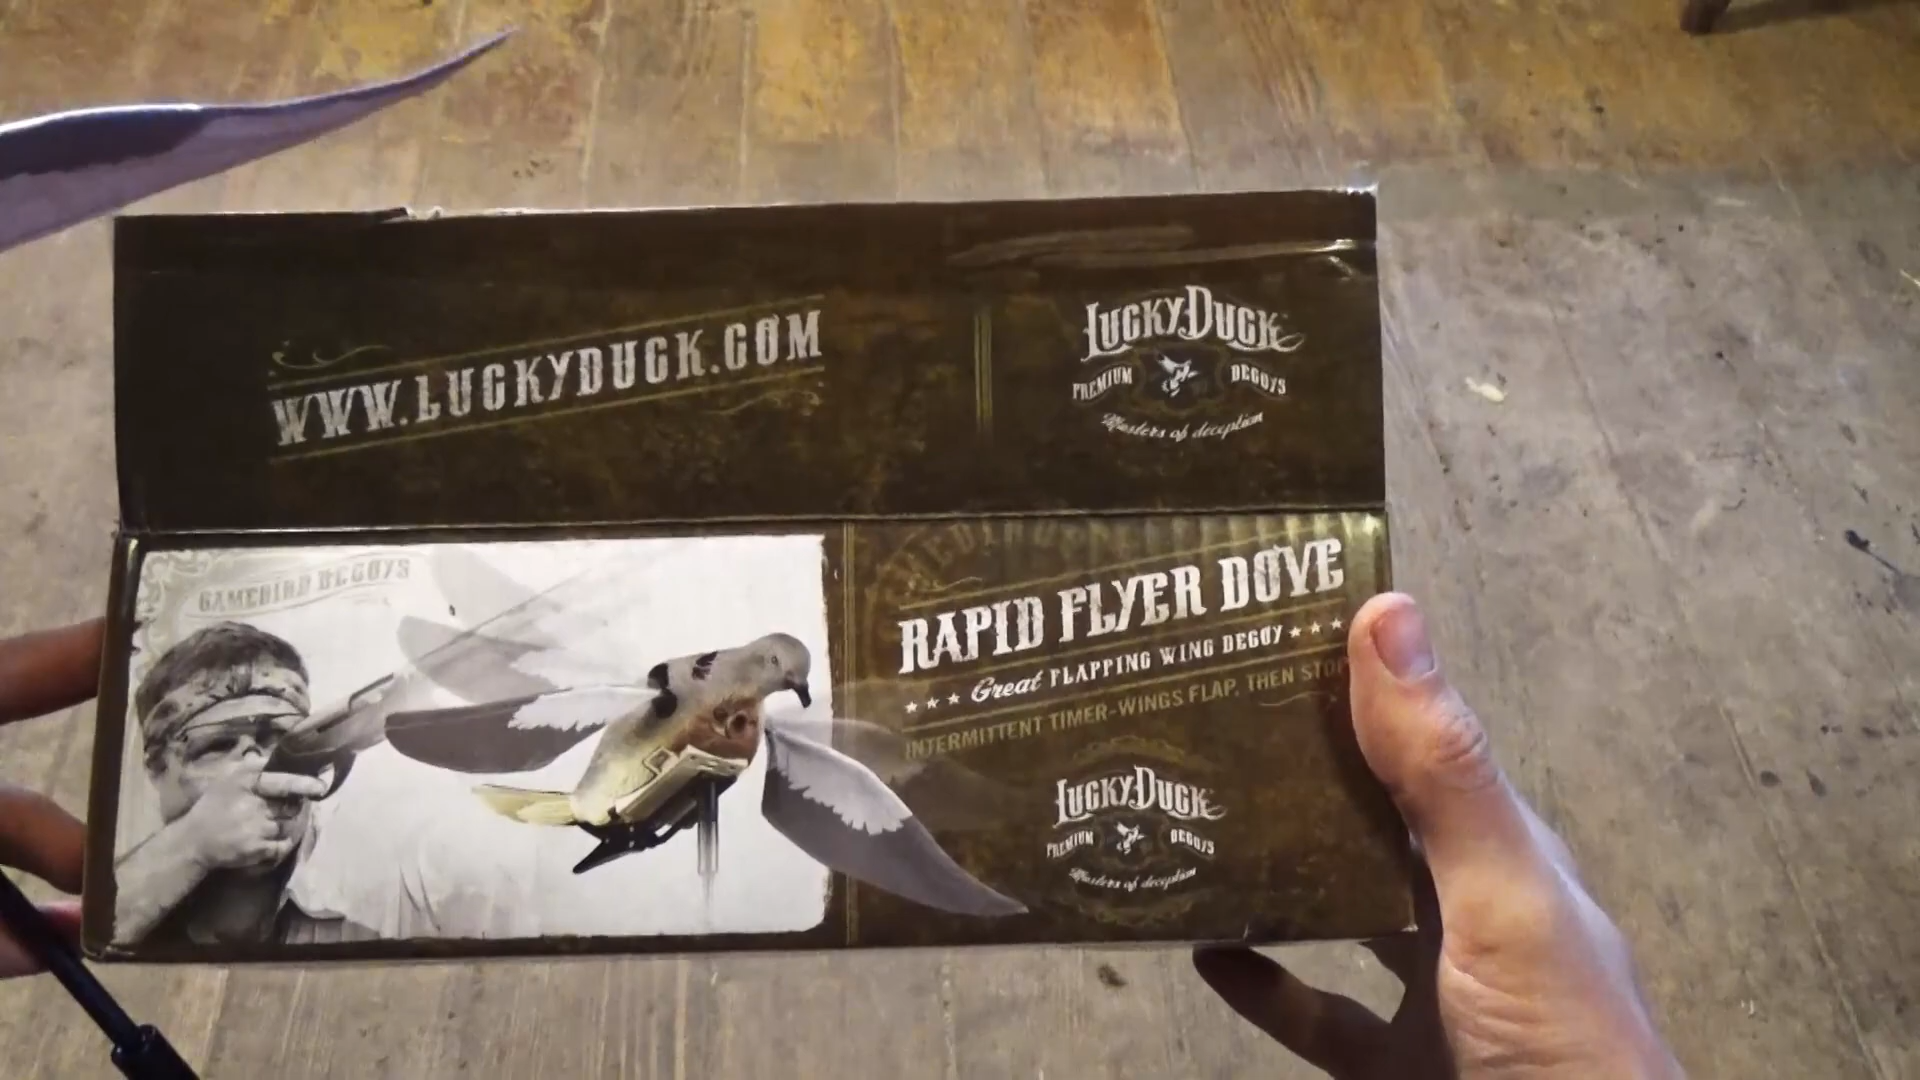 WWW.LUCKYDUCK.COM
LUCKY DUCK
PREMIUM DECOYS
Masters of deception
GAMEBIRD DECOYS
RAPID FLYER DOVE
Great FLAPPING WING DECOY
INTERMITTENT TIMER-WINGS FLAP, THEN STOP
LUCKY DUCK
PREMIUM DECOYS
Masters of deception